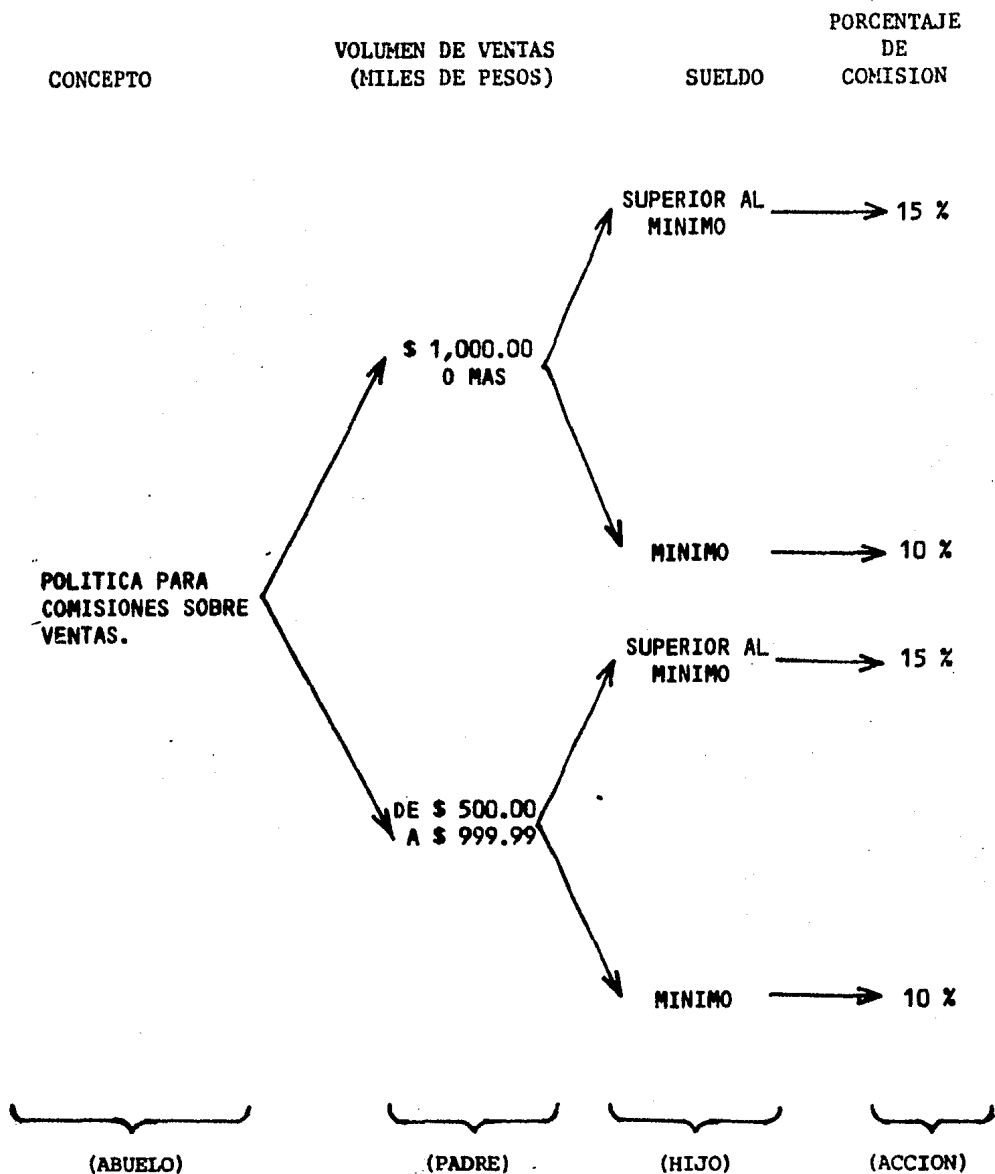 CONCEPTO
VOLUMEN DE VENTAS
(MILES DE PESOS)
SUELDO
PORCENTAJE
DE
COMISION
SUPERIOR AL
MINIMO
15 %
$ 1,000.00
O MAS
MINIMO
10 %
POLITICA PARA
COMISIONES SOBRE
VENTAS.
SUPERIOR AL
MINIMO
15 %
DE $ 500.00
A $ 999.99
MINIMO
10 %
(ABUELO)
(PADRE)
(HIJO)
(ACCION)